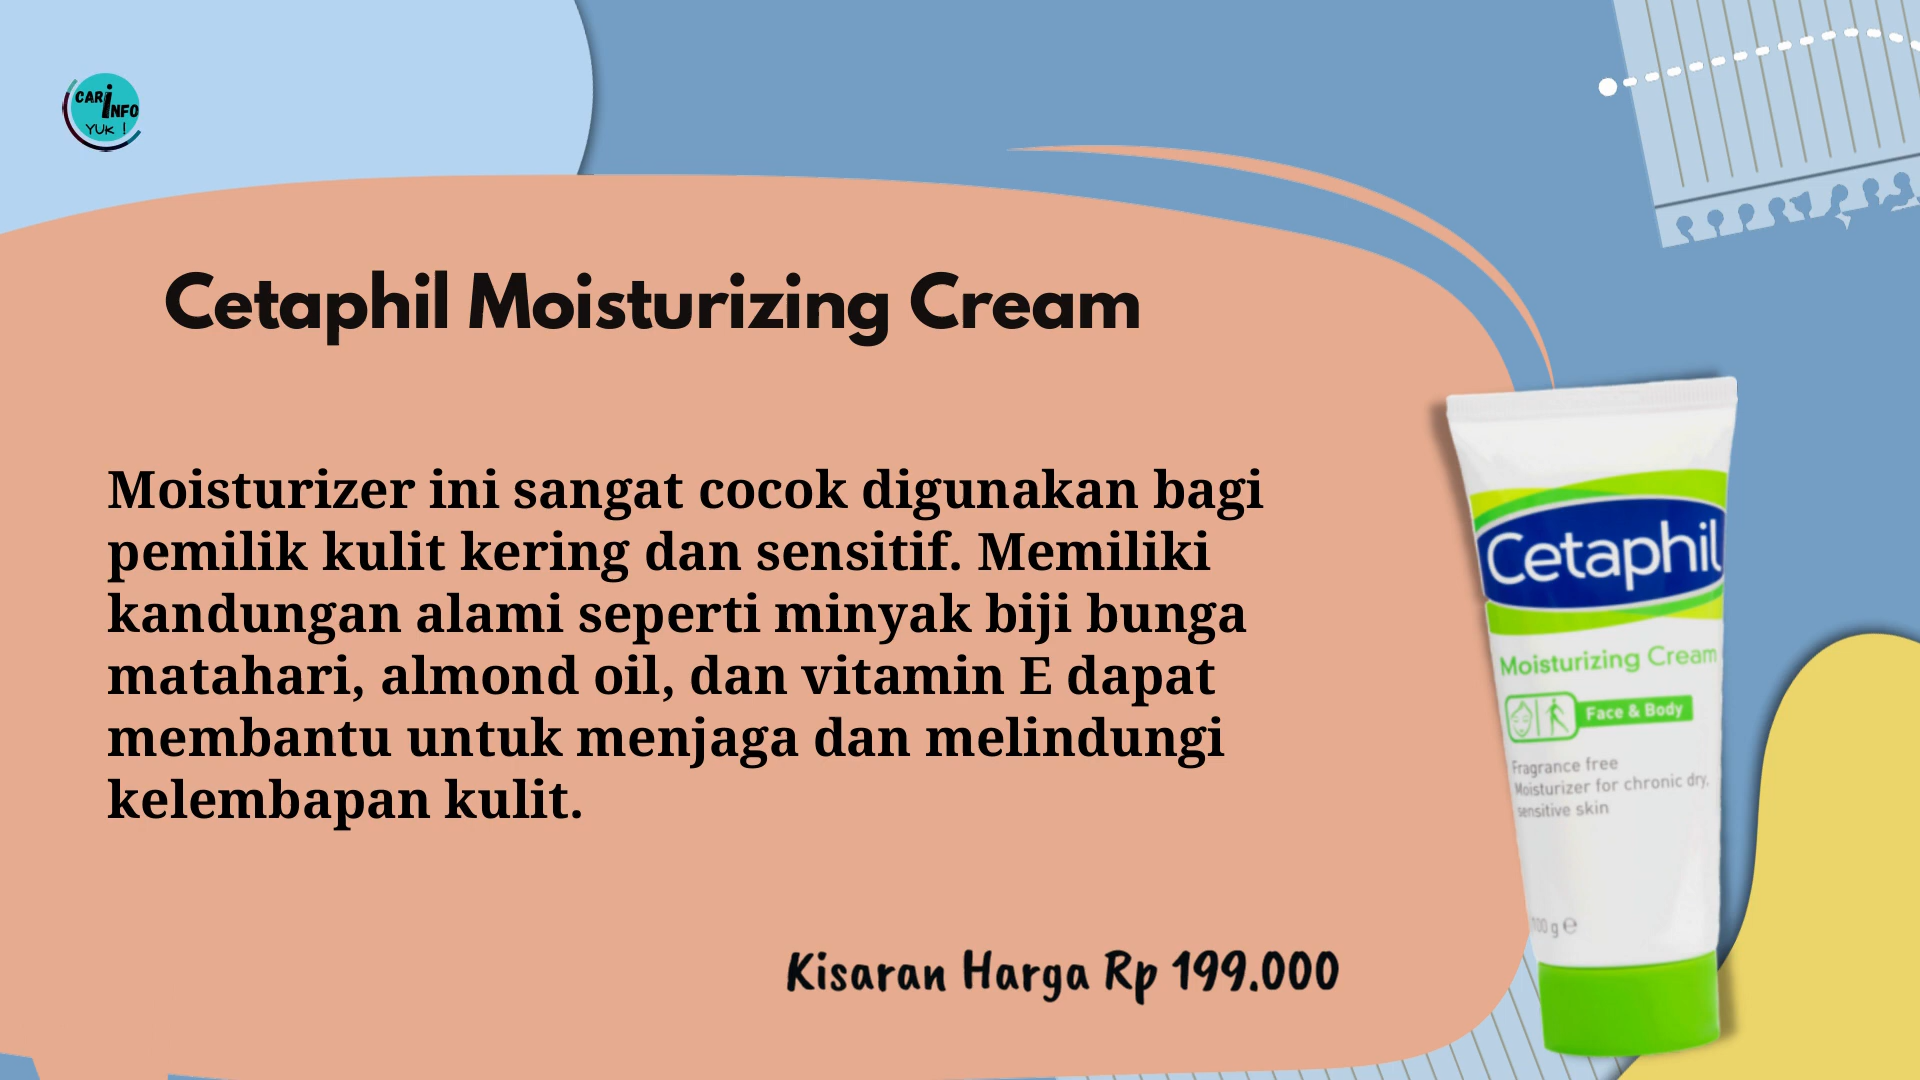 CARi
iNFO
YUK !
Cetaphil Moisturizing Cream
Moisturizer ini sangat cocok digunakan bagi
pemilik kulit kering dan sensitif. Memiliki
kandungan alami seperti minyak biji bunga
matahari, almond oil, dan vitamin E dapat
membantu untuk menjaga dan melindungi
kelembapan kulit.
Kisaran Harga Rp 199.000
Cetaphil
Moisturizing Cream
Face & Body
Fragrance free
Moisturizer for chronic dry,
sensitive skin
100 g ℮